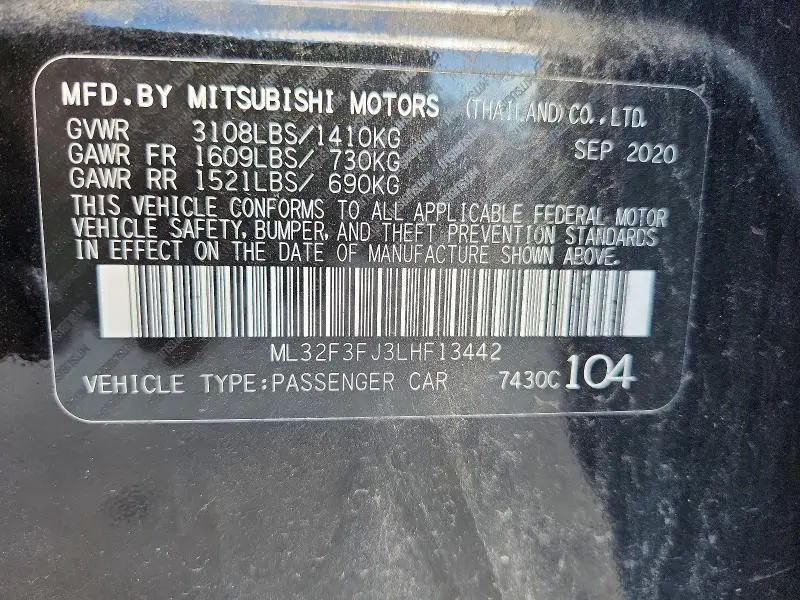 MFD.BY MITSUBISHI MOTORS (THAILAND)CO.,LTD.
GVWR 3108LBS/1410KG SEP 2020
GAWR FR 1609LBS/ 730KG
GAWR RR 1521LBS/ 690KG
THIS VEHICLE CONFORMS TO ALL APPLICABLE FEDERAL MOTOR
VEHICLE SAFETY, BUMPER, AND THEFT PREVENTION STANDARDS
IN EFFECT ON THE DATE OF MANUFACTURE SHOWN ABOVE.
ML32F3FJ3LHF13442
VEHICLE TYPE:PASSENGER CAR 7430C 104